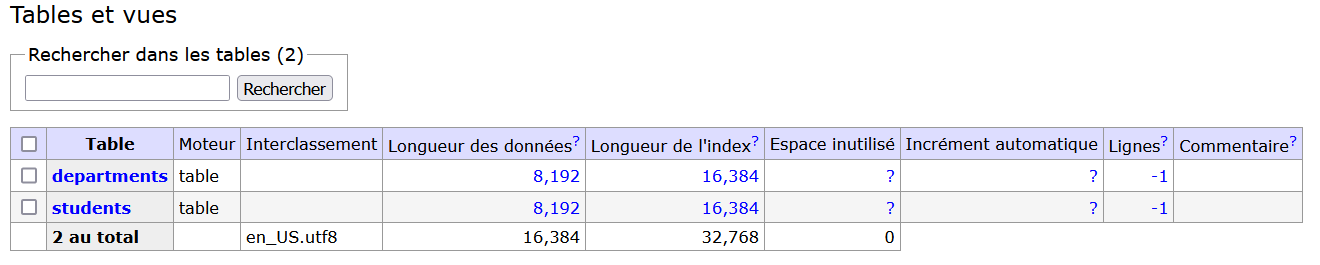 Tables et vues
Rechercher dans les tables (2)
Rechercher
Table Moteur Interclassement Longueur des données? Longueur de l'index? Espace inutilisé Incrément automatique Lignes? Commentaire?
departments table 8,192 16,384 ? ? -1
students table 8,192 16,384 ? ? -1
2 au total en_US.utf8 16,384 32,768 0